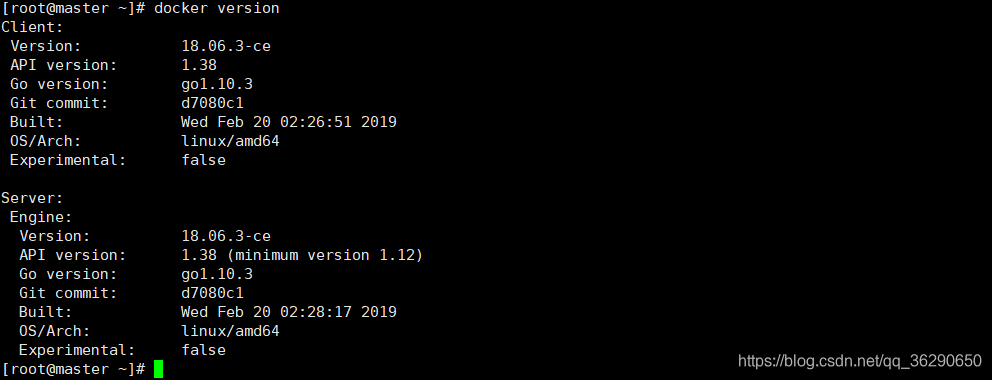 [root@master ~]# docker version
Client:
 Version:           18.06.3-ce
 API version:       1.38
 Go version:        go1.10.3
 Git commit:        d7080c1
 Built:             Wed Feb 20 02:26:51 2019
 OS/Arch:           linux/amd64
 Experimental:      false

Server:
 Engine:
  Version:          18.06.3-ce
  API version:      1.38 (minimum version 1.12)
  Go version:       go1.10.3
  Git commit:       d7080c1
  Built:            Wed Feb 20 02:28:17 2019
  OS/Arch:          linux/amd64
  Experimental:     false
[root@master ~]#
https://blog.csdn.net/qq_36290650